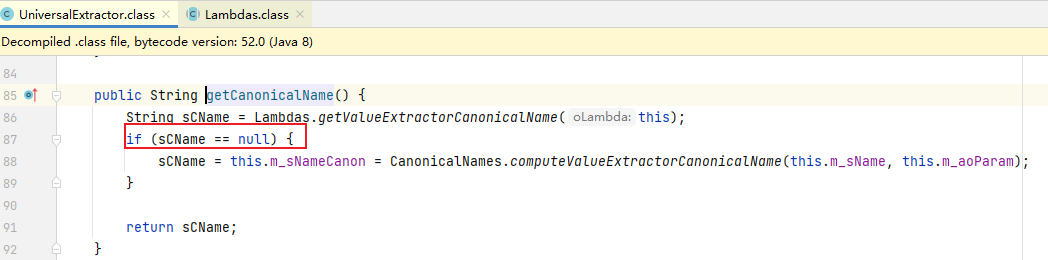 UniversalExtractor.class × Lambdas.class ×
Decompiled .class file, bytecode version: 52.0 (Java 8)
84
85 public String getCanonicalName() {
86 String sCName = Lambdas.getValueExtractorCanonicalName( oLambda: this);
87 if (sCName == null) {
88 sCName = this.m_sNameCanon = CanonicalNames.computeValueExtractorCanonicalName(this.m_sName, this.m_aoParam);
89 }
90
91 return sCName;
92 }